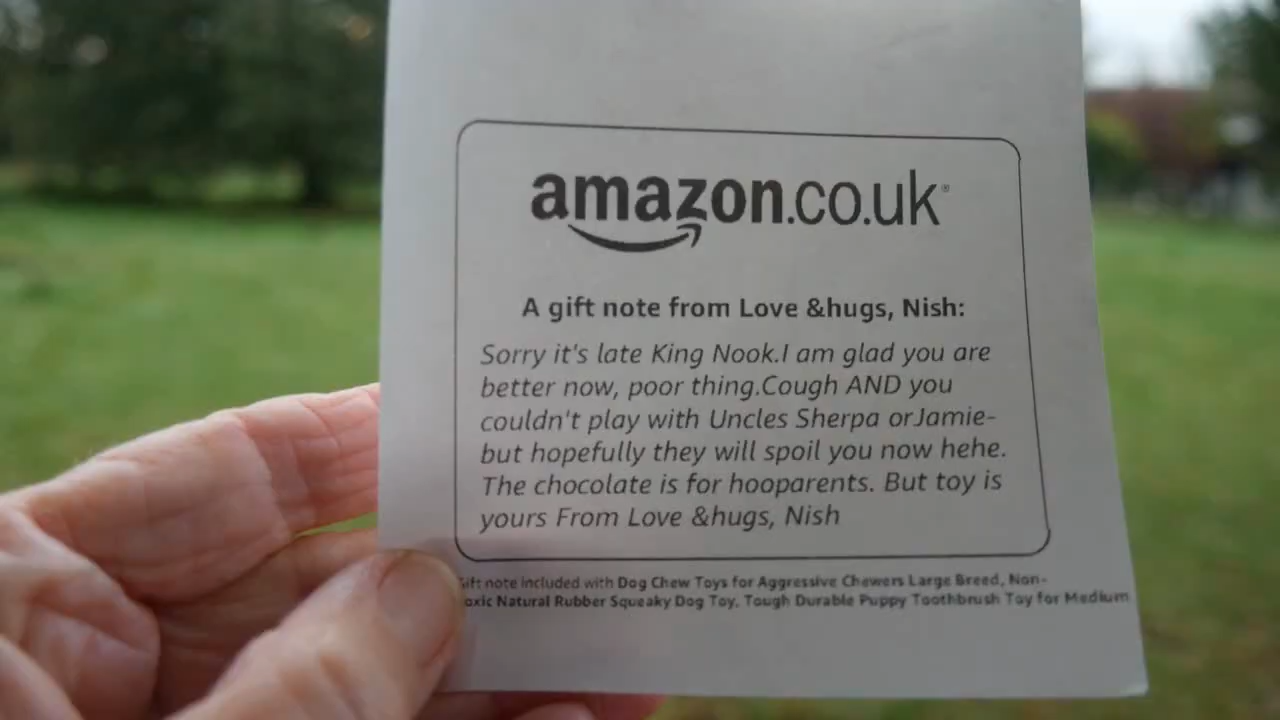 amazon.co.uk
A gift note from Love &hugs, Nish:
Sorry it's late King Nook.I am glad you are
better now, poor thing.Cough AND you
couldn't play with Uncles Sherpa orJamie-
but hopefully they will spoil you now hehe.
The chocolate is for hooparents. But toy is
yours From Love &hugs, Nish
Gift note included with Dog Chew Toys for Aggressive Chewers Large Breed, Non-
oxic Natural Rubber Squeaky Dog Toy, Tough Durable Puppy Toothbrush Toy for Medium